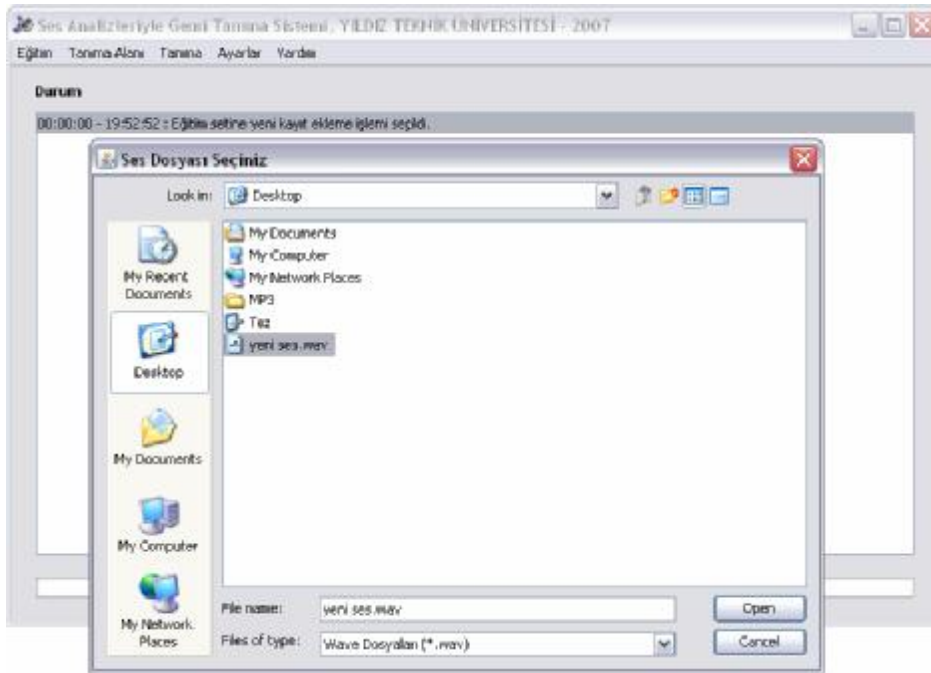 Ses Analizleriyle Gemi Tanıma Sistemi, YILDIZ TEKNİK ÜNİVERSİTESİ - 2007
Eğitim Tanıma Alanı Tanıma Ayarlar Yardım
Durum
00:00:00 - 19:52:52 : Eğitim setine yeni kayıt ekleme işlemi seçildi.
Ses Dosyası Seçiniz
Look in: Desktop
My Recent Documents
Desktop
My Documents
My Computer
My Network Places
My Documents
My Computer
My Network Places
MP3
Tez
yeni ses.wav
File name: yeni ses.wav Open
Files of type: Wave Dosyaları (*.wav) Cancel